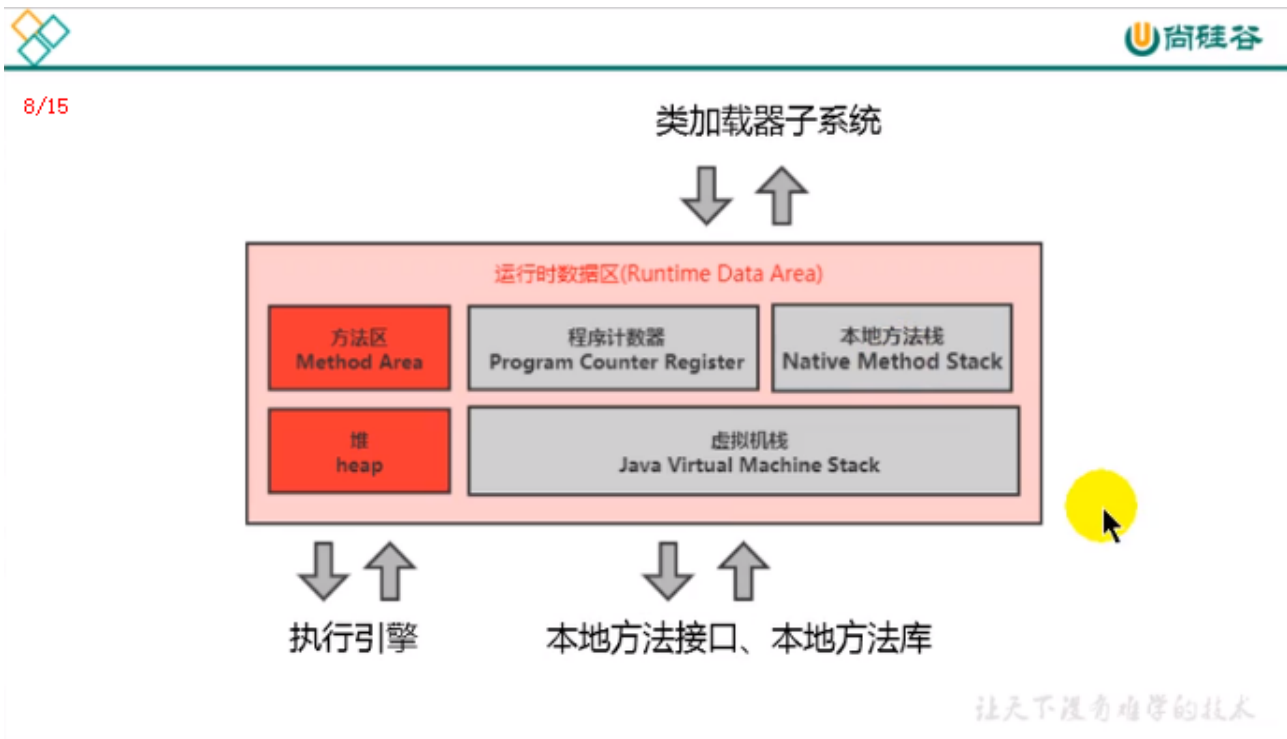 尚硅谷
8/15
类加载器子系统
运行时数据区(Runtime Data Area)
方法区
Method Area
程序计数器
Program Counter Register
本地方法栈
Native Method Stack
堆
heap
虚拟机栈
Java Virtual Machine Stack
执行引擎
本地方法接口、本地方法库
让天下没有难学的技术